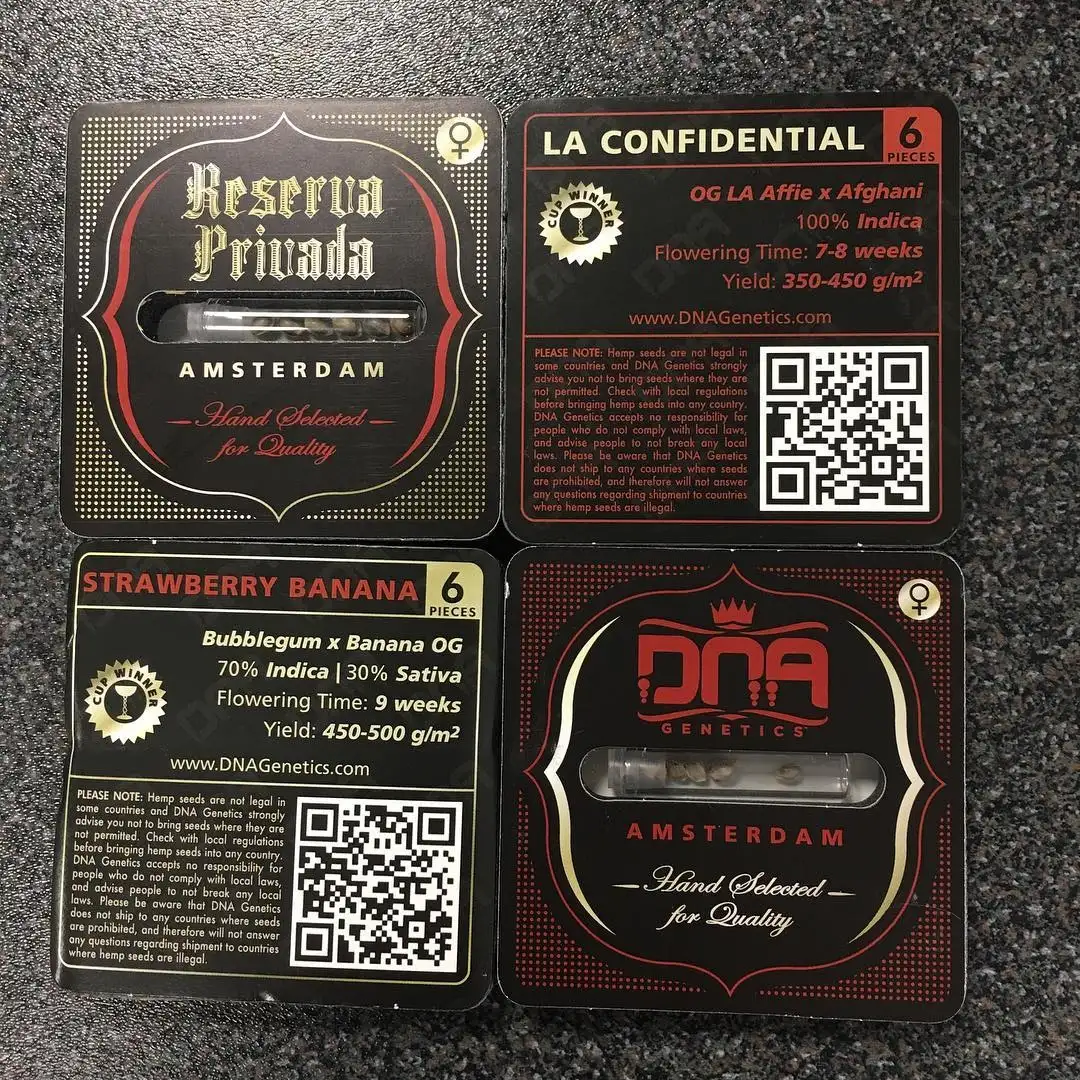 Reserva
Privada
AMSTERDAM
Hand Selected
for Quality
LA CONFIDENTIAL
6
PIECES
CUP WINNER
OG LA Affie x Afghani
100% Indica
Flowering Time: 7-8 weeks
Yield: 350-450 g/m²
www.DNAGenetics.com
PLEASE NOTE: Hemp seeds are not legal in
some countries and DNA Genetics strongly
advise you not to bring seeds where they are
not permitted. Check with local regulations
before bringing hemp seeds into any country.
DNA Genetics accepts no responsibility for
people who do not comply with local laws,
and advise people to not break any local
laws. Please be aware that DNA Genetics
does not ship to any countries where seeds
are prohibited, and therefore will not answer
any questions regarding shipment to countries
where hemp seeds are illegal.
STRAWBERRY BANANA
6
PIECES
CUP WINNER
Bubblegum x Banana OG
70% Indica | 30% Sativa
Flowering Time: 9 weeks
Yield: 450-500 g/m²
www.DNAGenetics.com
PLEASE NOTE: Hemp seeds are not legal in
some countries and DNA Genetics strongly
advise you not to bring seeds where they are
not permitted. Check with local regulations
before bringing hemp seeds into any country.
DNA Genetics accepts no responsibility for
people who do not comply with local laws,
and advise people to not break any local
laws. Please be aware that DNA Genetics
does not ship to any countries where seeds
are prohibited, and therefore will not answer
any questions regarding shipment to countries
where hemp seeds are illegal.
DNA
GENETICS
AMSTERDAM
Hand Selected
for Quality